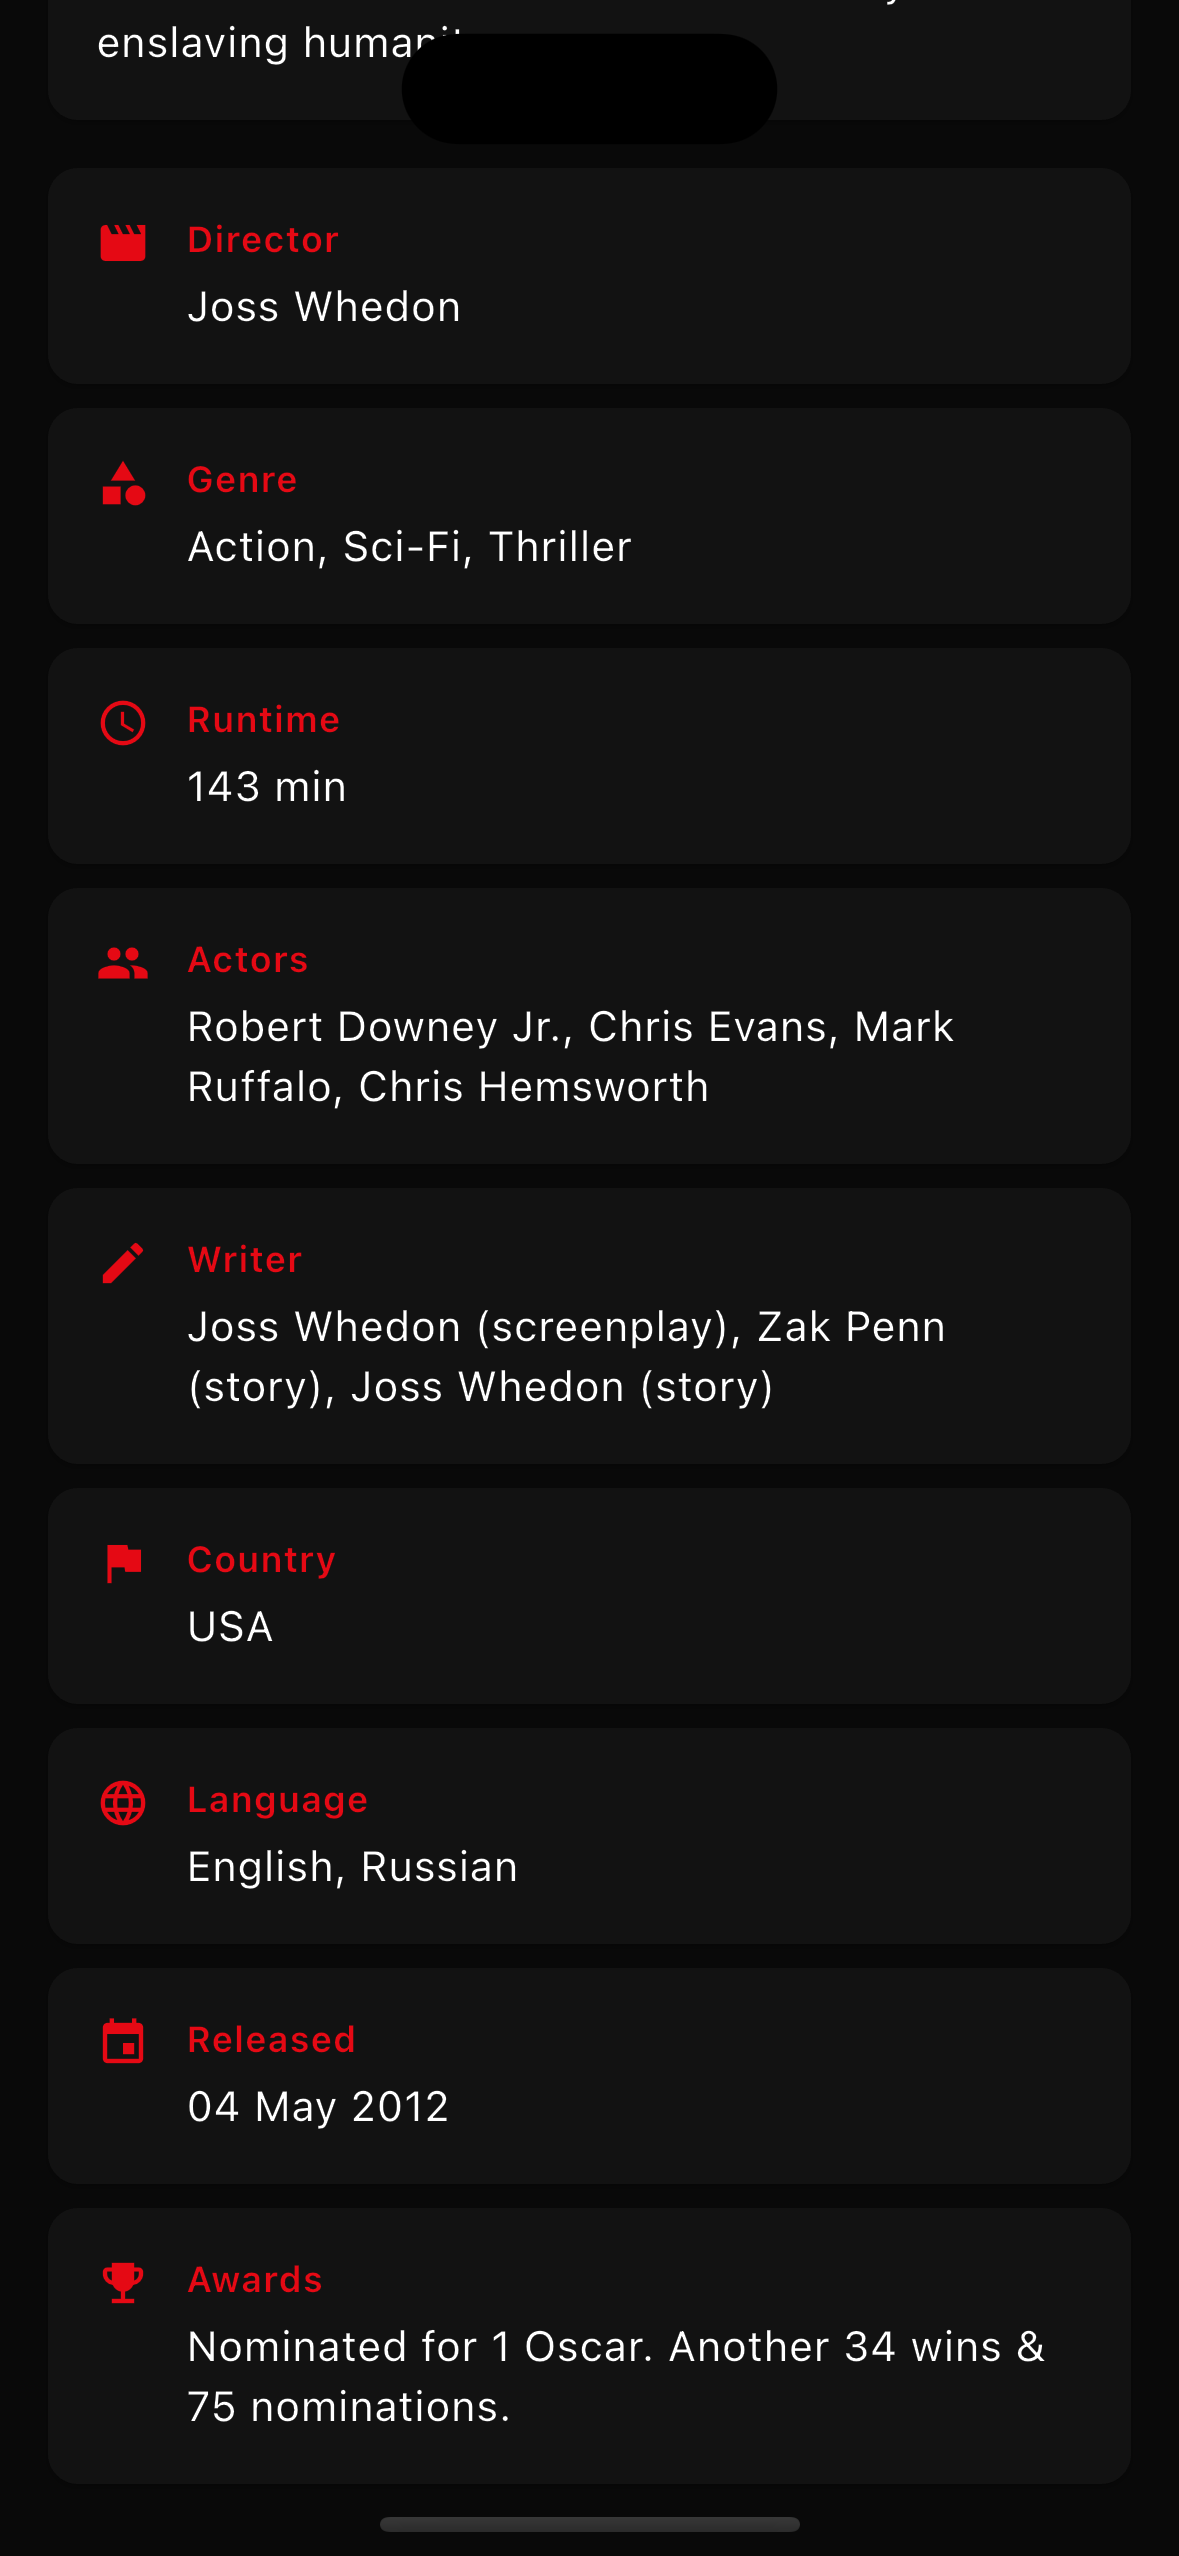 enslaving
Director
Joss Whedon
Genre
Action, Sci-Fi, Thriller
Runtime
143 min
Actors
Robert Downey Jr., Chris Evans, Mark
Ruffalo, Chris Hemsworth
Writer
Joss Whedon (screenplay), Zak Penn
(story), Joss Whedon (story)
Country
USA
Language
English, Russian
Released
04 May 2012
Awards
Nominated for 1 Oscar. Another 34 wins &
75 nominations.